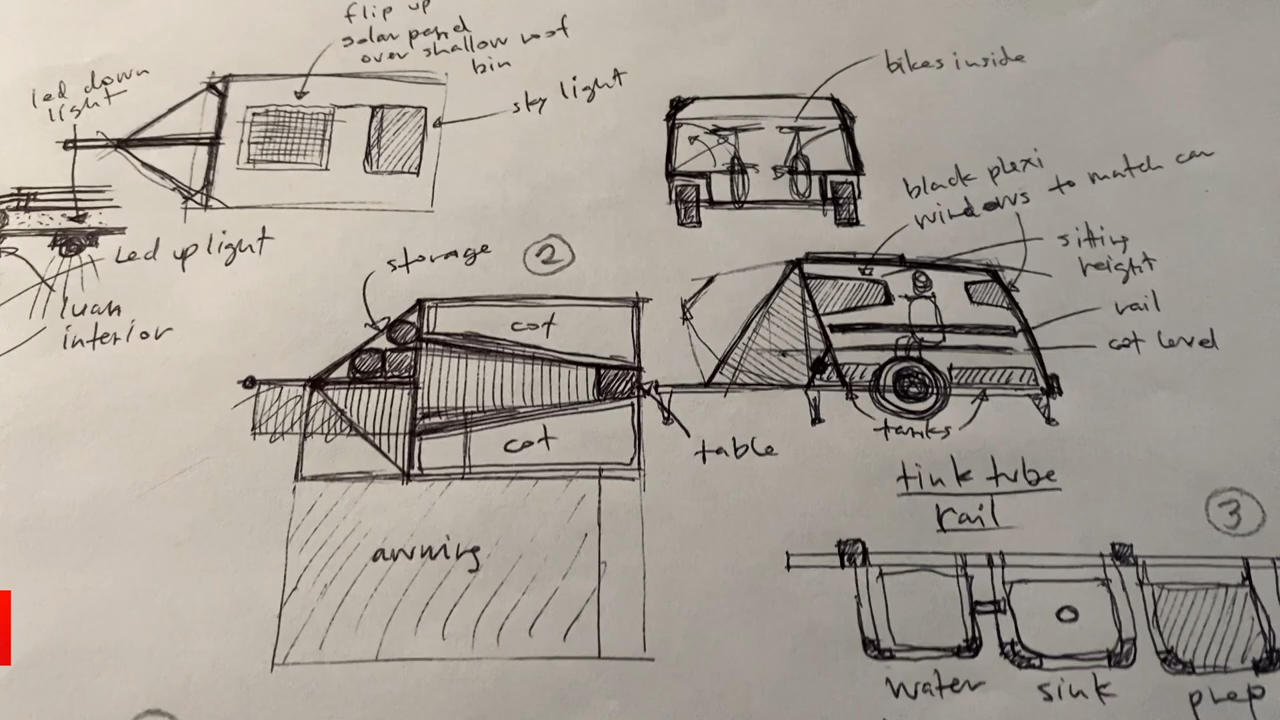 flip up
solar panel
over shallow roof
bin
led down
light
sky light
bikes inside
black plexi
windows to match car
sitting
height
rail
cot level
led up light
luan
interior
storage
2
cot
cot
table
tanks
awning
tink tube
rail
3
water
sink
prep